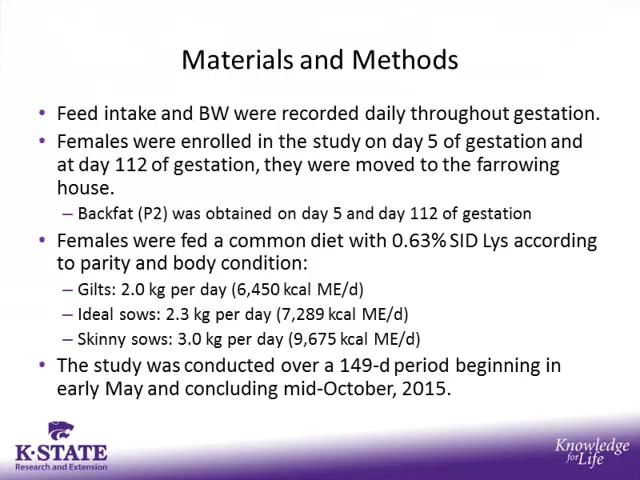 Materials and Methods
• Feed intake and BW were recorded daily throughout gestation.
• Females were enrolled in the study on day 5 of gestation and
at day 112 of gestation, they were moved to the farrowing
house.
– Backfat (P2) was obtained on day 5 and day 112 of gestation
• Females were fed a common diet with 0.63% SID Lys according
to parity and body condition:
– Gilts: 2.0 kg per day (6,450 kcal ME/d)
– Ideal sows: 2.3 kg per day (7,289 kcal ME/d)
– Skinny sows: 3.0 kg per day (9,675 kcal ME/d)
• The study was conducted over a 149-d period beginning in
early May and concluding mid-October, 2015.
K-STATE
Research and Extension
Knowledge
for Life